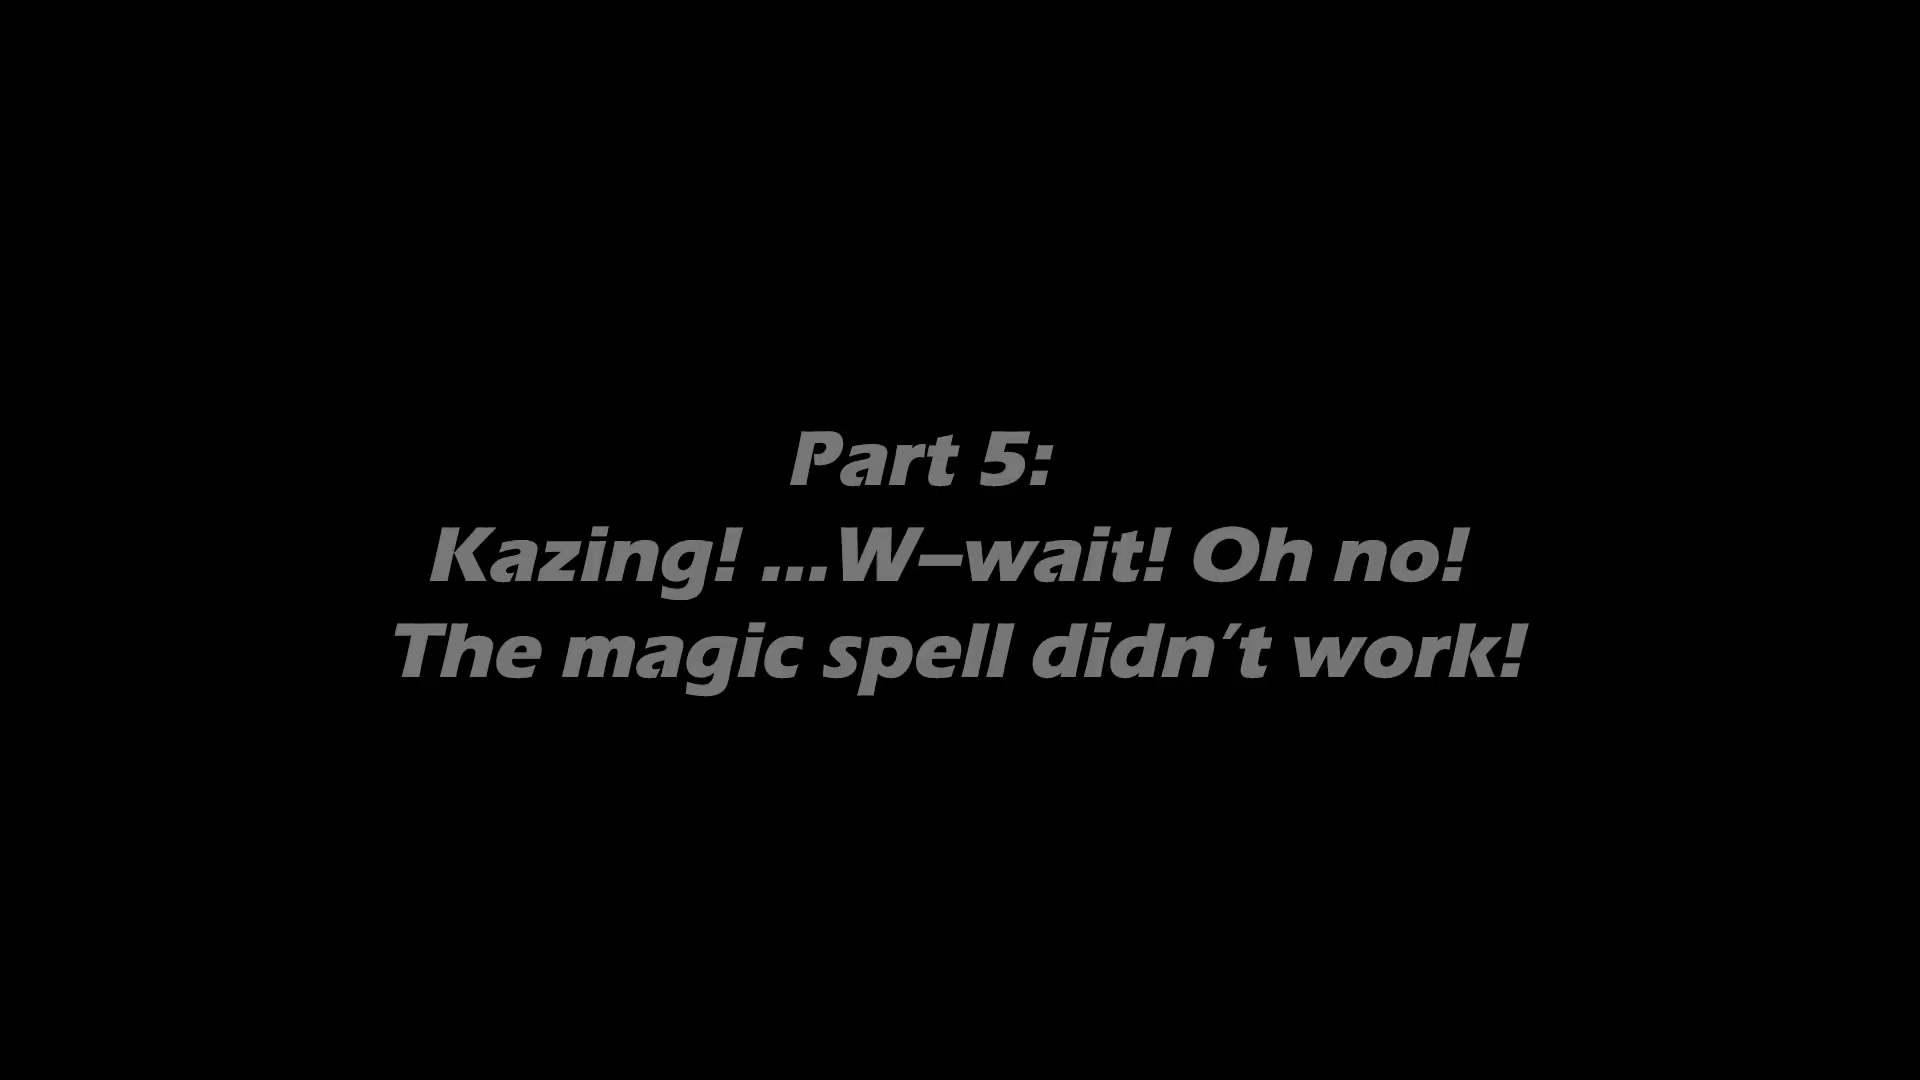 Part 5:
Kazing! ...W–wait! Oh no!
The magic spell didn't work!